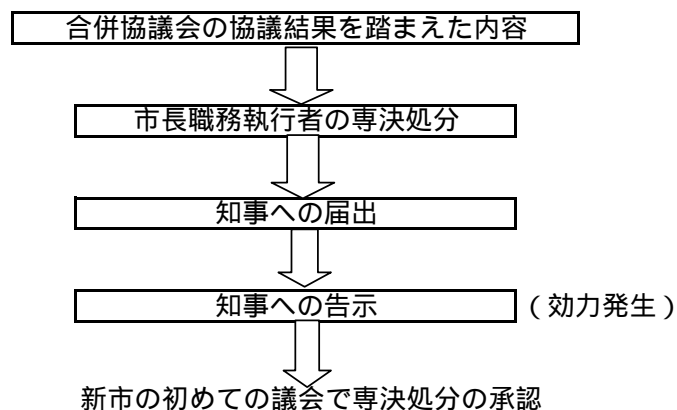 合併協議会の協議結果を踏まえた内容
市長職務執行者の専決処分
知事への届出
知事への告示 （効力発生）
新市の初めての議会で専決処分の承認